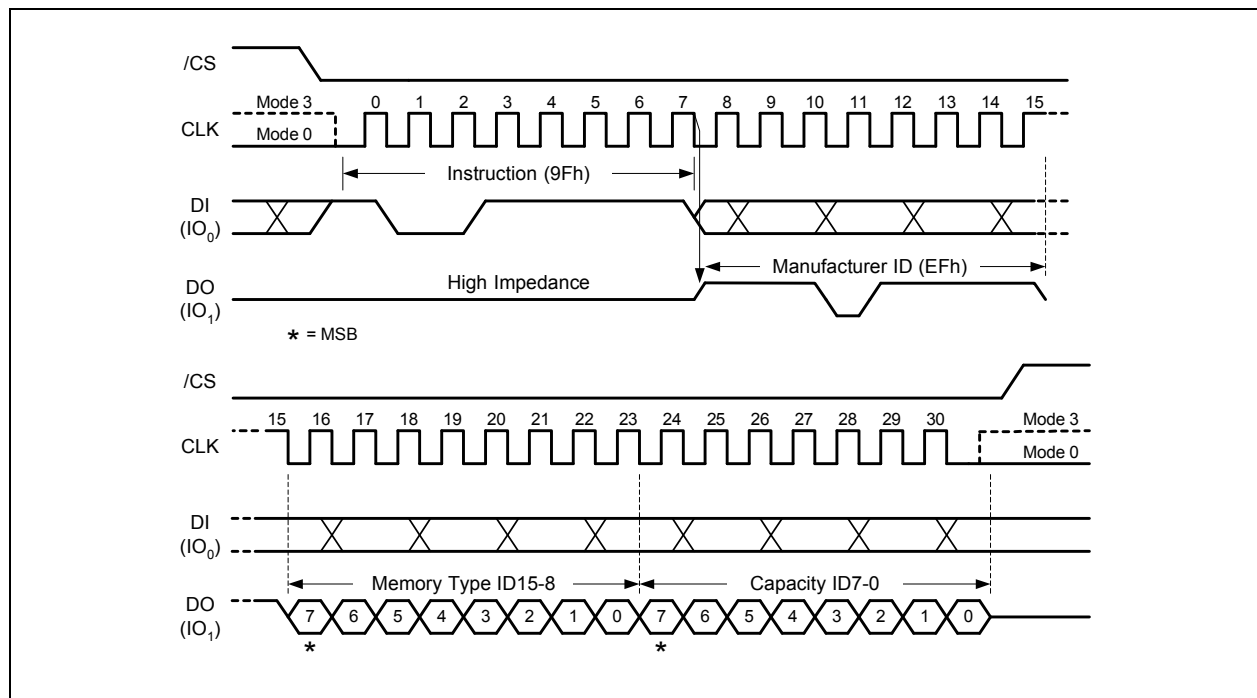 /CS
Mode 3 0 1 2 3 4 5 6 7 8 9 10 11 12 13 14 15
CLK
Mode 0
Instruction (9Fh)
DI
(IO0)
Manufacturer ID (EFh)
High Impedance
DO
(IO1)
* = MSB
/CS
15 16 17 18 19 20 21 22 23 24 25 26 27 28 29 30 Mode 3
CLK
Mode 0
DI
(IO0)
Memory Type ID15-8 Capacity ID7-0
DO 7 6 5 4 3 2 1 0 7 6 5 4 3 2 1 0
(IO1)
* *